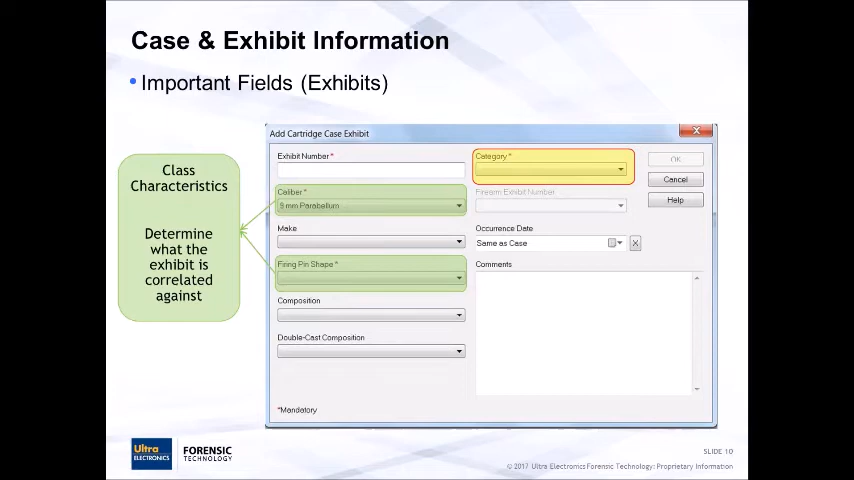 Case & Exhibit Information
• Important Fields (Exhibits)
Class
Characteristics
Determine
what the
exhibit is
correlated
against
Add Cartridge Case Exhibit
X
Exhibit Number *
Category *
OK
Cancel
Caliber *
Firearm Exhibit Number
9 mm Parabellum
Help
Make
Occurrence Date
Same as Case
X
Firing Pin Shape *
Comments
Composition
Double-Cast Composition
*Mandatory
Ultra
ELECTRONICS
FORENSIC
TECHNOLOGY
SLIDE 10
© 2017 Ultra Electronics Forensic Technology: Proprietary Information